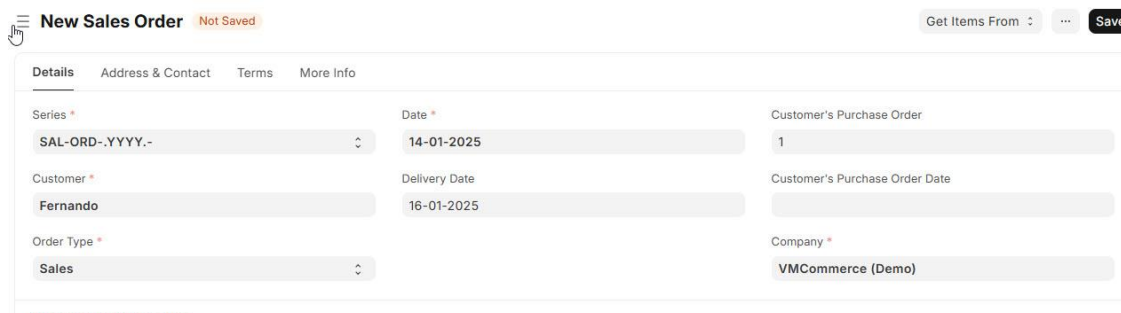 New Sales Order Not Saved Get Items From ··· Save
Details Address & Contact Terms More Info
Series * Date * Customer's Purchase Order
SAL-ORD-.YYYY.- 14-01-2025 1
Customer * Delivery Date Customer's Purchase Order Date
Fernando 16-01-2025
Order Type * Company *
Sales VMCommerce (Demo)